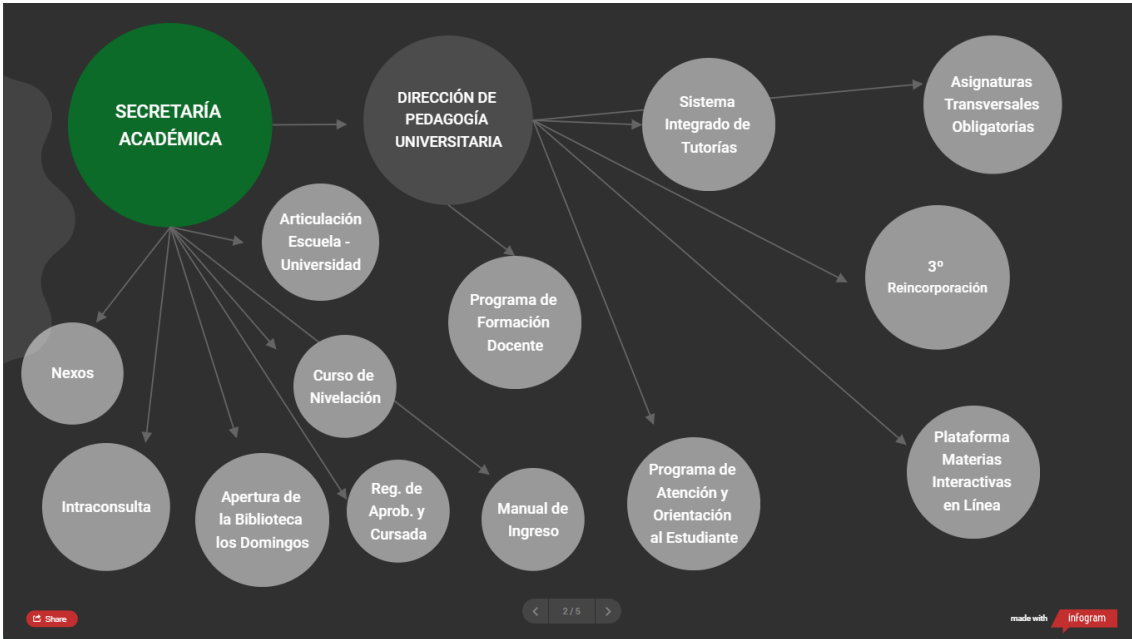 SECRETARÍA
ACADÉMICA
DIRECCIÓN DE
PEDAGOGÍA
UNIVERSITARIA
Sistema
Integrado de
Tutorías
Asignaturas
Transversales
Obligatorias
Articulación
Escuela -
Universidad
Programa de
Formación
Docente
3º
Reincorporación
Nexos
Curso de
Nivelación
Intraconsulta
Apertura de
la Biblioteca
los Domingos
Reg. de
Aprob. y
Cursada
Manual de
Ingreso
Programa de
Atención y
Orientación
al Estudiante
Plataforma
Materias
Interactivas
en Línea
Share
2 / 5
made with
infogram